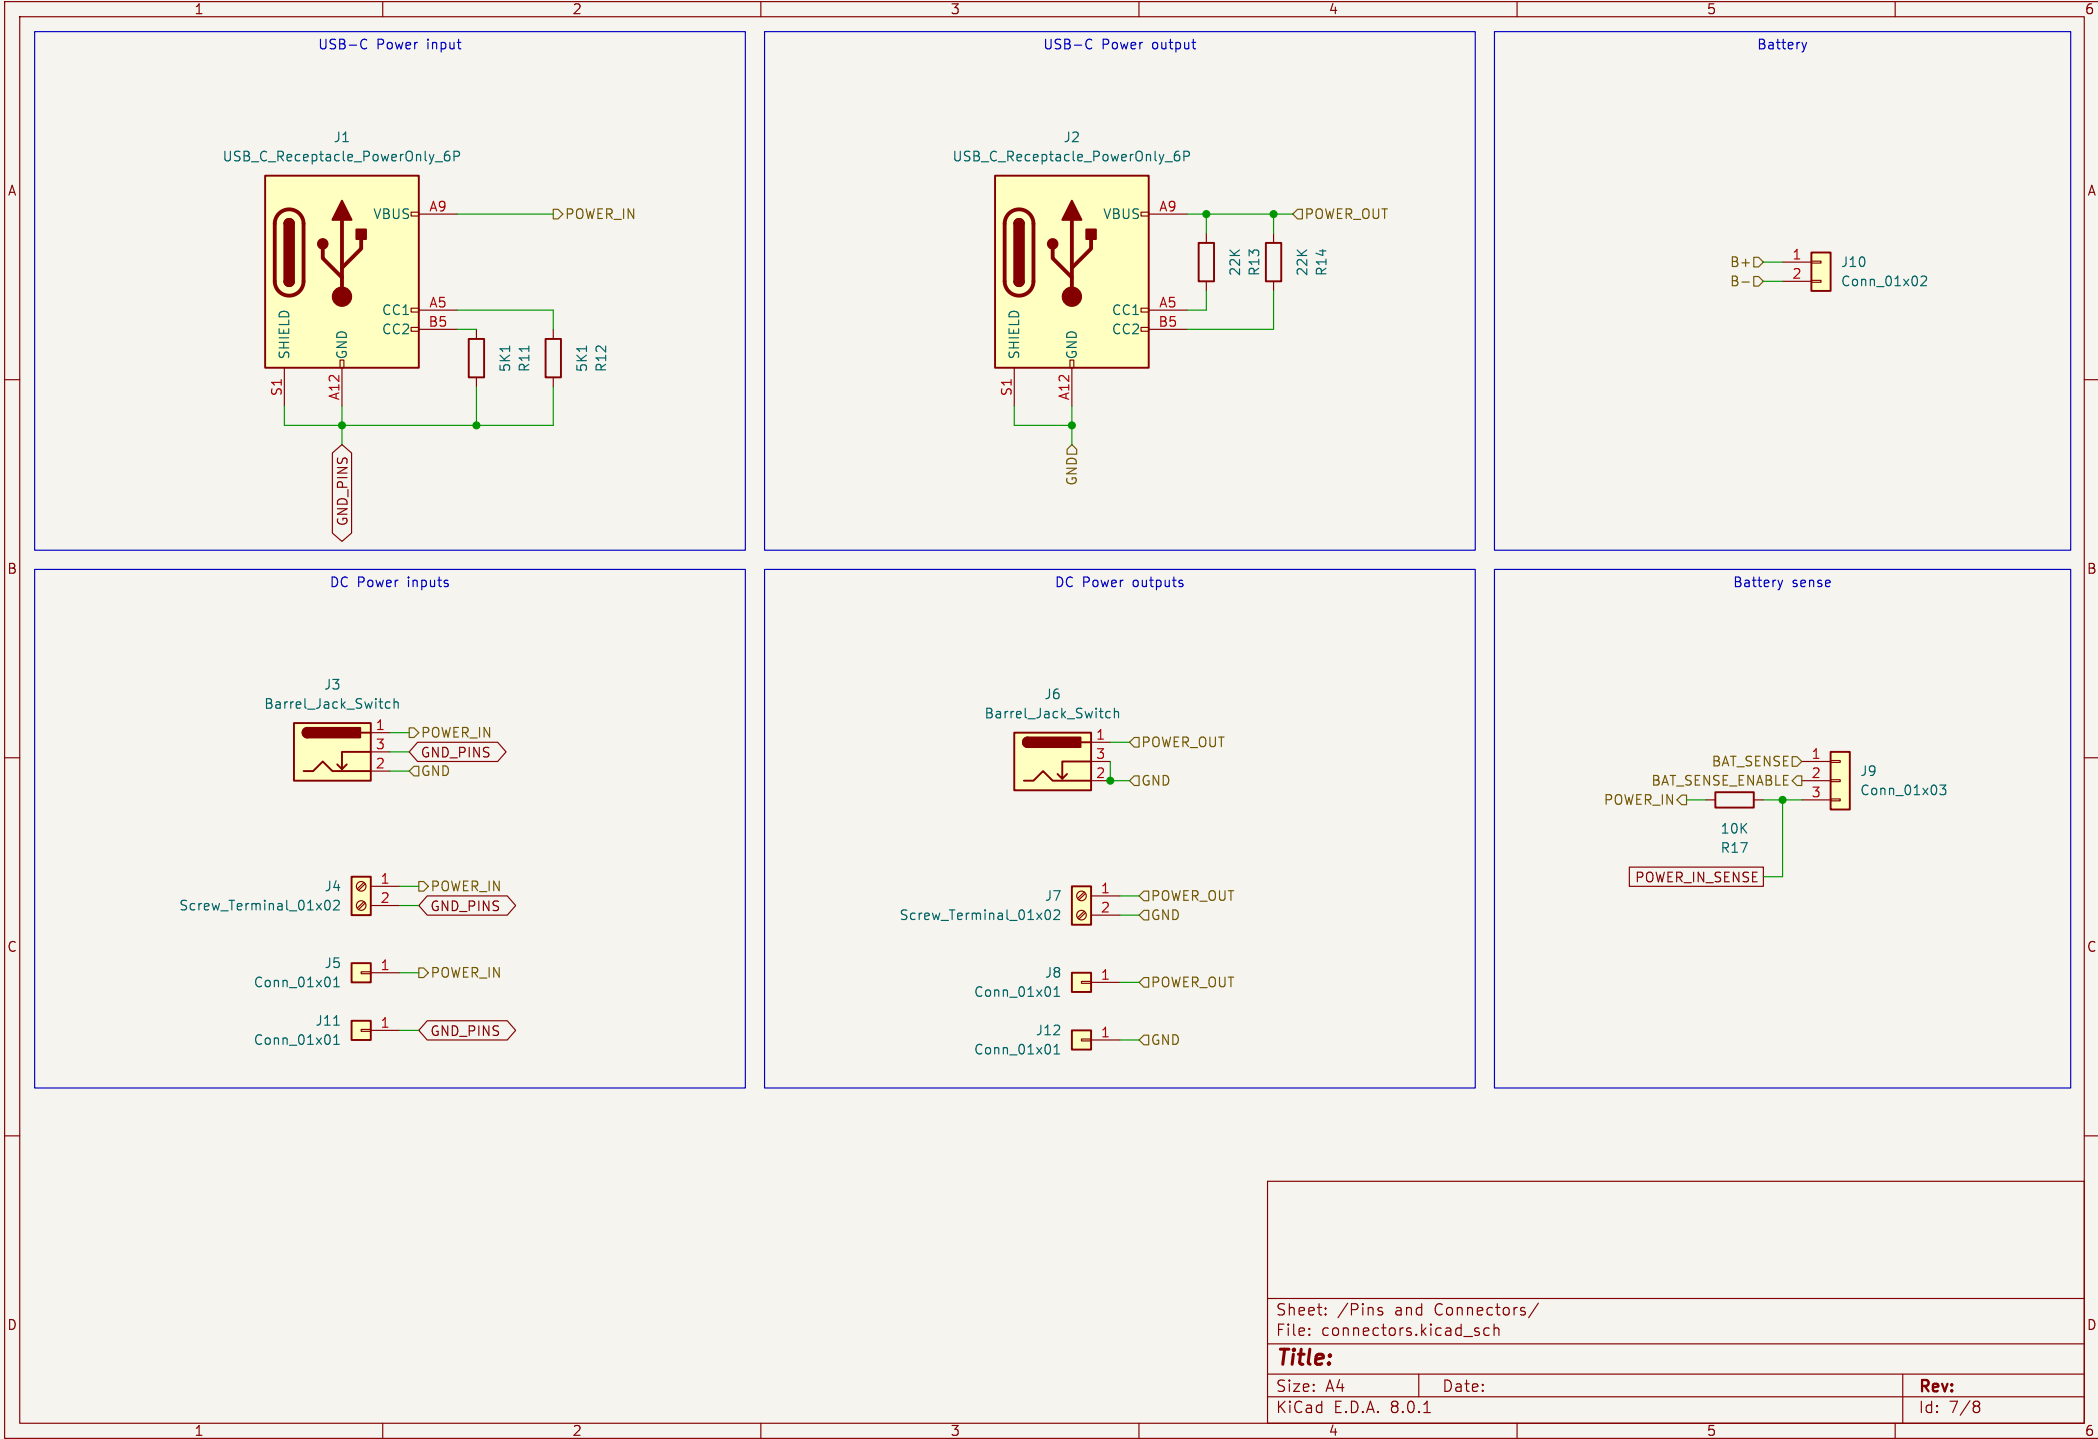 1 2 3 4 5 6
USB-C Power input
J1
USB_C_Receptacle_PowerOnly_6P
VBUS A9 POWER_IN
CC1 A5
CC2 B5
SHIELD
GND
S1
A12
5K1
R11
5K1
R12
GND_PINS
USB-C Power output
J2
USB_C_Receptacle_PowerOnly_6P
VBUS A9 POWER_OUT
22K
R13
22K
R14
CC1 A5
CC2 B5
SHIELD
GND
S1
A12
GND
Battery
B+ 1 J10
B- 2 Conn_01x02
A A
B B
DC Power inputs
J3
Barrel_Jack_Switch
1 POWER_IN
3 GND_PINS
2 GND
J4 1 POWER_IN
Screw_Terminal_01x02 2 GND_PINS
J5 1 POWER_IN
Conn_01x01
J11 1 GND_PINS
Conn_01x01
DC Power outputs
J6
Barrel_Jack_Switch
1 POWER_OUT
3
2 GND
J7 1 POWER_OUT
Screw_Terminal_01x02 2 GND
J8 1 POWER_OUT
Conn_01x01
J12 1 GND
Conn_01x01
Battery sense
BAT_SENSE 1 J9
BAT_SENSE_ENABLE 2 Conn_01x03
POWER_IN 3
10K
R17
POWER_IN_SENSE
C C
D D
Sheet: /Pins and Connectors/
File: connectors.kicad_sch
Title:
Size: A4 Date: Rev:
KiCad E.D.A. 8.0.1 Id: 7/8
1 2 3 4 5 6